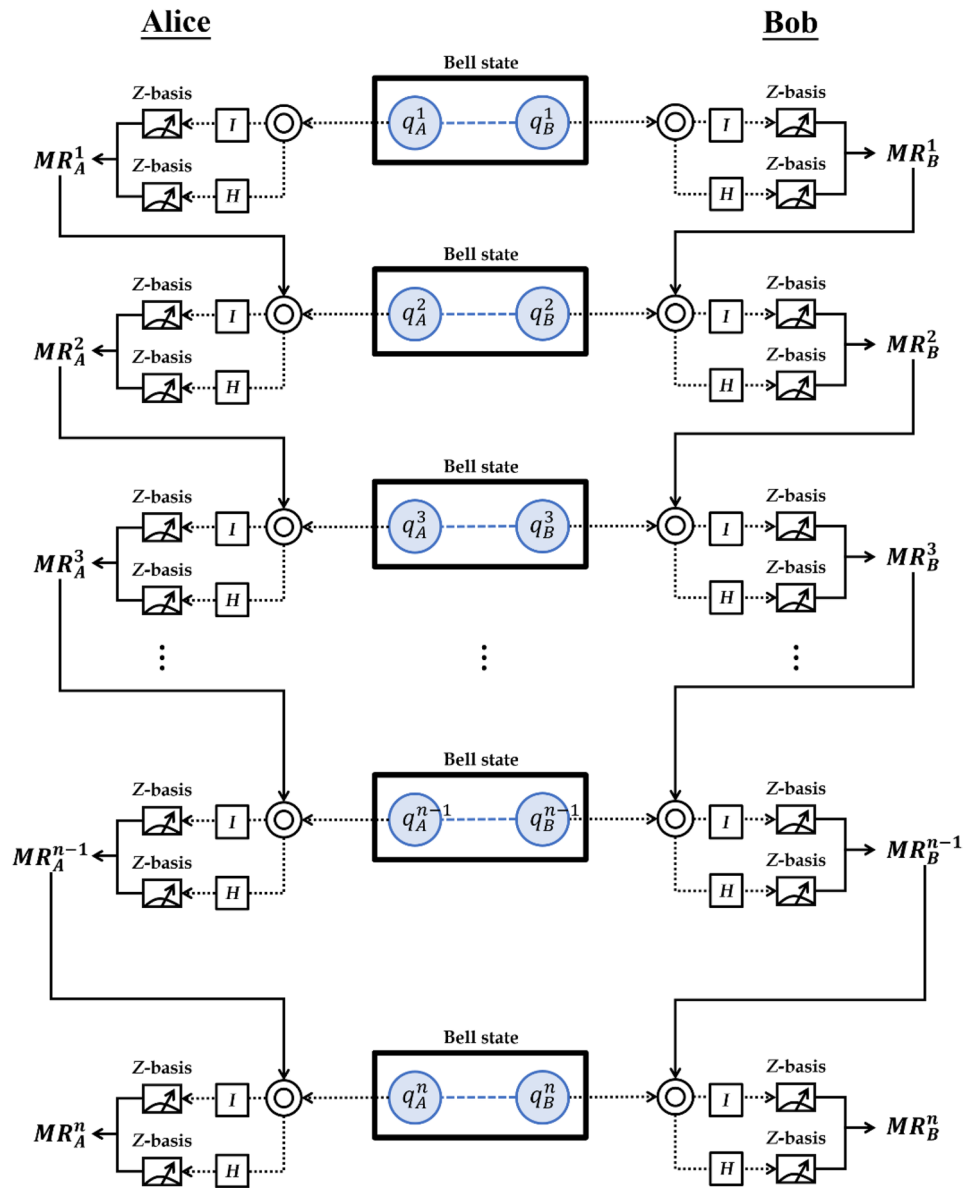 Alice Bob
Bell state
Z-basis Z-basis
I q_A^1 q_B^1 I
MR_A^1 Z-basis Z-basis MR_B^1
H H
Bell state
Z-basis Z-basis
I q_A^2 q_B^2 I
MR_A^2 Z-basis Z-basis MR_B^2
H H
Bell state
Z-basis Z-basis
I q_A^3 q_B^3 I
MR_A^3 Z-basis Z-basis MR_B^3
H H
⋮ ⋮ ⋮
Bell state
Z-basis Z-basis
I q_A^{n-1} q_B^{n-1} I
MR_A^{n-1} Z-basis Z-basis MR_B^{n-1}
H H
Bell state
Z-basis Z-basis
I q_A^n q_B^n I
MR_A^n Z-basis Z-basis MR_B^n
H H